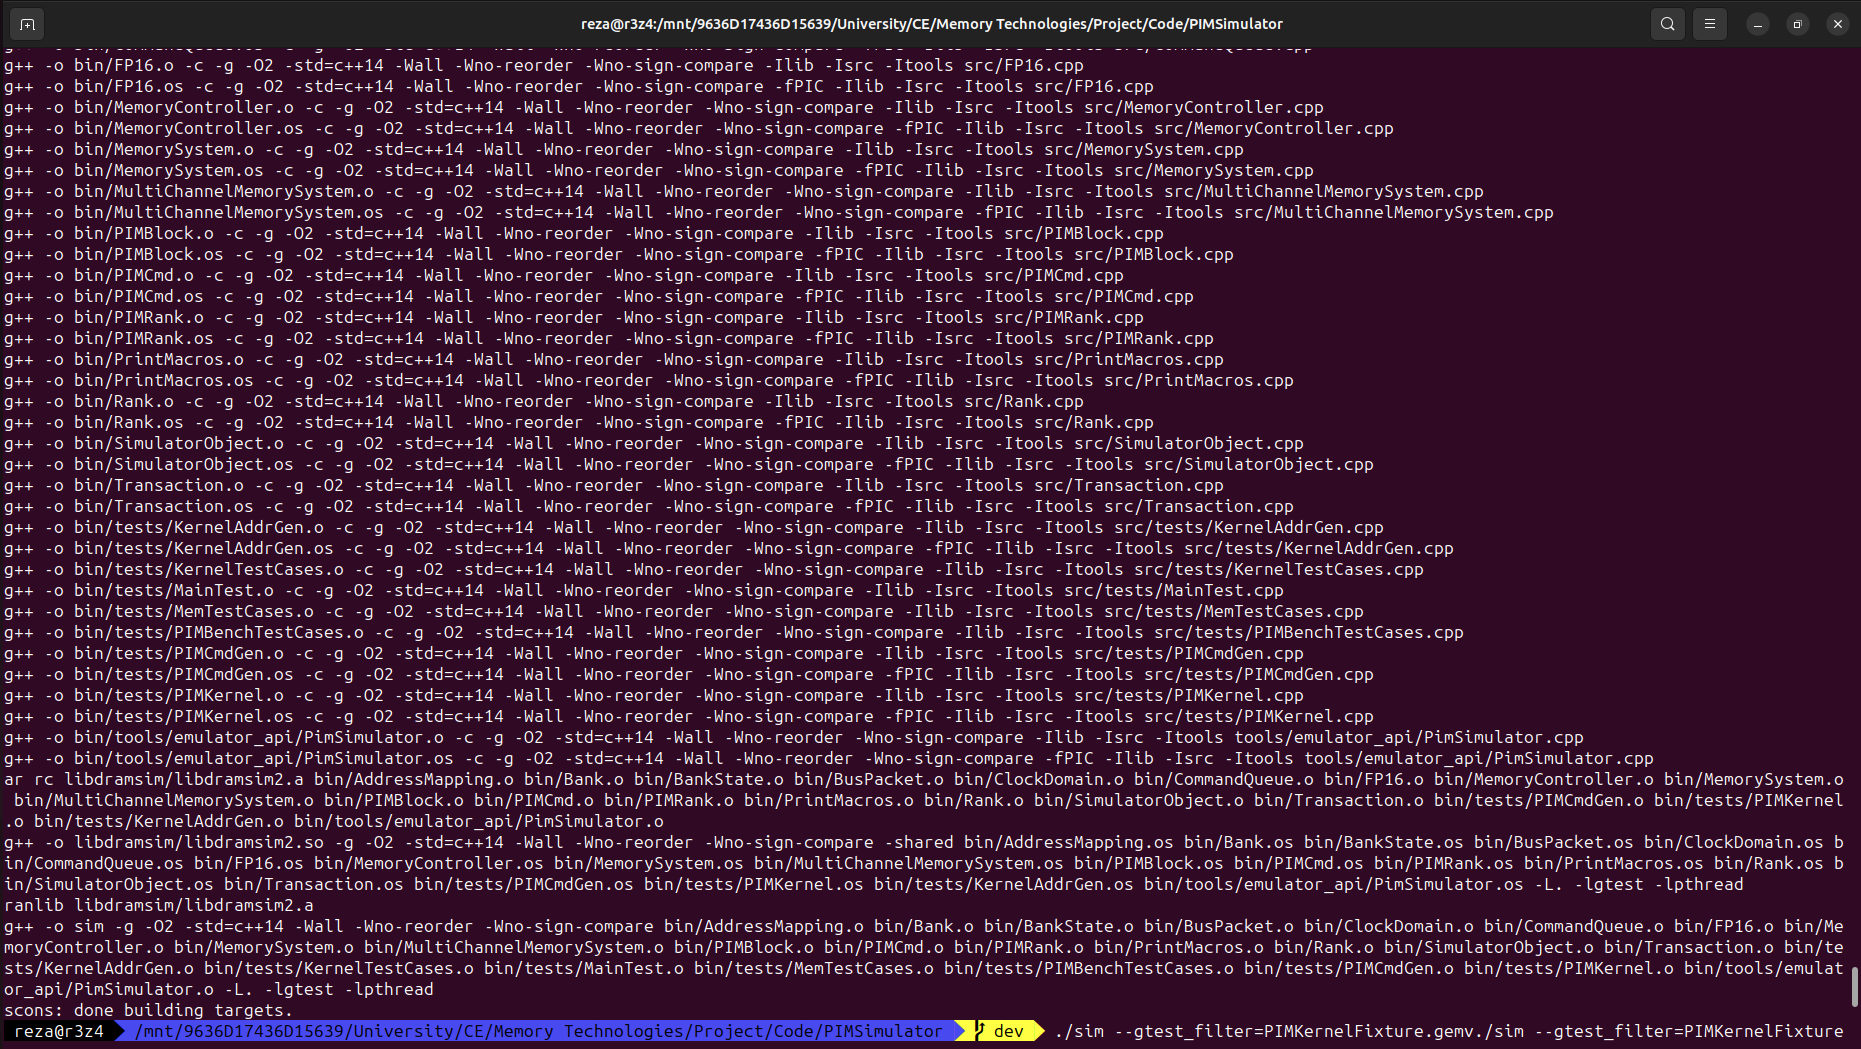 reza@r3z4:/mnt/9636D17436D15639/University/CE/Memory Technologies/Project/Code/PIMSimulator
g++ -o bin/CommandQueue.os -c -g -O2 -std=c++14 -Wall -Wno-reorder -Wno-sign-compare -fPIC -Ilib -Isrc -Itools src/CommandQueue.cpp
g++ -o bin/FP16.o -c -g -O2 -std=c++14 -Wall -Wno-reorder -Wno-sign-compare -Ilib -Isrc -Itools src/FP16.cpp
g++ -o bin/FP16.os -c -g -O2 -std=c++14 -Wall -Wno-reorder -Wno-sign-compare -fPIC -Ilib -Isrc -Itools src/FP16.cpp
g++ -o bin/MemoryController.o -c -g -O2 -std=c++14 -Wall -Wno-reorder -Wno-sign-compare -Ilib -Isrc -Itools src/MemoryController.cpp
g++ -o bin/MemoryController.os -c -g -O2 -std=c++14 -Wall -Wno-reorder -Wno-sign-compare -fPIC -Ilib -Isrc -Itools src/MemoryController.cpp
g++ -o bin/MemorySystem.o -c -g -O2 -std=c++14 -Wall -Wno-reorder -Wno-sign-compare -Ilib -Isrc -Itools src/MemorySystem.cpp
g++ -o bin/MemorySystem.os -c -g -O2 -std=c++14 -Wall -Wno-reorder -Wno-sign-compare -fPIC -Ilib -Isrc -Itools src/MemorySystem.cpp
g++ -o bin/MultiChannelMemorySystem.o -c -g -O2 -std=c++14 -Wall -Wno-reorder -Wno-sign-compare -Ilib -Isrc -Itools src/MultiChannelMemorySystem.cpp
g++ -o bin/MultiChannelMemorySystem.os -c -g -O2 -std=c++14 -Wall -Wno-reorder -Wno-sign-compare -fPIC -Ilib -Isrc -Itools src/MultiChannelMemorySystem.cpp
g++ -o bin/PIMBlock.o -c -g -O2 -std=c++14 -Wall -Wno-reorder -Wno-sign-compare -Ilib -Isrc -Itools src/PIMBlock.cpp
g++ -o bin/PIMBlock.os -c -g -O2 -std=c++14 -Wall -Wno-reorder -Wno-sign-compare -fPIC -Ilib -Isrc -Itools src/PIMBlock.cpp
g++ -o bin/PIMCmd.o -c -g -O2 -std=c++14 -Wall -Wno-reorder -Wno-sign-compare -Ilib -Isrc -Itools src/PIMCmd.cpp
g++ -o bin/PIMCmd.os -c -g -O2 -std=c++14 -Wall -Wno-reorder -Wno-sign-compare -fPIC -Ilib -Isrc -Itools src/PIMCmd.cpp
g++ -o bin/PIMRank.o -c -g -O2 -std=c++14 -Wall -Wno-reorder -Wno-sign-compare -Ilib -Isrc -Itools src/PIMRank.cpp
g++ -o bin/PIMRank.os -c -g -O2 -std=c++14 -Wall -Wno-reorder -Wno-sign-compare -fPIC -Ilib -Isrc -Itools src/PIMRank.cpp
g++ -o bin/PrintMacros.o -c -g -O2 -std=c++14 -Wall -Wno-reorder -Wno-sign-compare -Ilib -Isrc -Itools src/PrintMacros.cpp
g++ -o bin/PrintMacros.os -c -g -O2 -std=c++14 -Wall -Wno-reorder -Wno-sign-compare -fPIC -Ilib -Isrc -Itools src/PrintMacros.cpp
g++ -o bin/Rank.o -c -g -O2 -std=c++14 -Wall -Wno-reorder -Wno-sign-compare -Ilib -Isrc -Itools src/Rank.cpp
g++ -o bin/Rank.os -c -g -O2 -std=c++14 -Wall -Wno-reorder -Wno-sign-compare -fPIC -Ilib -Isrc -Itools src/Rank.cpp
g++ -o bin/SimulatorObject.o -c -g -O2 -std=c++14 -Wall -Wno-reorder -Wno-sign-compare -Ilib -Isrc -Itools src/SimulatorObject.cpp
g++ -o bin/SimulatorObject.os -c -g -O2 -std=c++14 -Wall -Wno-reorder -Wno-sign-compare -fPIC -Ilib -Isrc -Itools src/SimulatorObject.cpp
g++ -o bin/Transaction.o -c -g -O2 -std=c++14 -Wall -Wno-reorder -Wno-sign-compare -Ilib -Isrc -Itools src/Transaction.cpp
g++ -o bin/Transaction.os -c -g -O2 -std=c++14 -Wall -Wno-reorder -Wno-sign-compare -fPIC -Ilib -Isrc -Itools src/Transaction.cpp
g++ -o bin/tests/KernelAddrGen.o -c -g -O2 -std=c++14 -Wall -Wno-reorder -Wno-sign-compare -Ilib -Isrc -Itools src/tests/KernelAddrGen.cpp
g++ -o bin/tests/KernelAddrGen.os -c -g -O2 -std=c++14 -Wall -Wno-reorder -Wno-sign-compare -fPIC -Ilib -Isrc -Itools src/tests/KernelAddrGen.cpp
g++ -o bin/tests/KernelTestCases.o -c -g -O2 -std=c++14 -Wall -Wno-reorder -Wno-sign-compare -Ilib -Isrc -Itools src/tests/KernelTestCases.cpp
g++ -o bin/tests/MainTest.o -c -g -O2 -std=c++14 -Wall -Wno-reorder -Wno-sign-compare -Ilib -Isrc -Itools src/tests/MainTest.cpp
g++ -o bin/tests/MemTestCases.o -c -g -O2 -std=c++14 -Wall -Wno-reorder -Wno-sign-compare -Ilib -Isrc -Itools src/tests/MemTestCases.cpp
g++ -o bin/tests/PIMBenchTestCases.o -c -g -O2 -std=c++14 -Wall -Wno-reorder -Wno-sign-compare -Ilib -Isrc -Itools src/tests/PIMBenchTestCases.cpp
g++ -o bin/tests/PIMCmdGen.o -c -g -O2 -std=c++14 -Wall -Wno-reorder -Wno-sign-compare -Ilib -Isrc -Itools src/tests/PIMCmdGen.cpp
g++ -o bin/tests/PIMCmdGen.os -c -g -O2 -std=c++14 -Wall -Wno-reorder -Wno-sign-compare -fPIC -Ilib -Isrc -Itools src/tests/PIMCmdGen.cpp
g++ -o bin/tests/PIMKernel.o -c -g -O2 -std=c++14 -Wall -Wno-reorder -Wno-sign-compare -Ilib -Isrc -Itools src/tests/PIMKernel.cpp
g++ -o bin/tests/PIMKernel.os -c -g -O2 -std=c++14 -Wall -Wno-reorder -Wno-sign-compare -fPIC -Ilib -Isrc -Itools src/tests/PIMKernel.cpp
g++ -o bin/tools/emulator_api/PimSimulator.o -c -g -O2 -std=c++14 -Wall -Wno-reorder -Wno-sign-compare -Ilib -Isrc -Itools tools/emulator_api/PimSimulator.cpp
g++ -o bin/tools/emulator_api/PimSimulator.os -c -g -O2 -std=c++14 -Wall -Wno-reorder -Wno-sign-compare -fPIC -Ilib -Isrc -Itools tools/emulator_api/PimSimulator.cpp
ar rc libdramsim/libdramsim2.a bin/AddressMapping.o bin/Bank.o bin/BankState.o bin/BusPacket.o bin/ClockDomain.o bin/CommandQueue.o bin/FP16.o bin/MemoryController.o bin/MemorySystem.o
 bin/MultiChannelMemorySystem.o bin/PIMBlock.o bin/PIMCmd.o bin/PIMRank.o bin/PrintMacros.o bin/Rank.o bin/SimulatorObject.o bin/Transaction.o bin/tests/PIMCmdGen.o bin/tests/PIMKernel
.o bin/tests/KernelAddrGen.o bin/tools/emulator_api/PimSimulator.o
g++ -o libdramsim/libdramsim2.so -g -O2 -std=c++14 -Wall -Wno-reorder -Wno-sign-compare -shared bin/AddressMapping.os bin/Bank.os bin/BankState.os bin/BusPacket.os bin/ClockDomain.os b
in/CommandQueue.os bin/FP16.os bin/MemoryController.os bin/MemorySystem.os bin/MultiChannelMemorySystem.os bin/PIMBlock.os bin/PIMCmd.os bin/PIMRank.os bin/PrintMacros.os bin/Rank.os b
in/SimulatorObject.os bin/Transaction.os bin/tests/PIMCmdGen.os bin/tests/PIMKernel.os bin/tests/KernelAddrGen.os bin/tools/emulator_api/PimSimulator.os -L. -lgtest -lpthread
ranlib libdramsim/libdramsim2.a
g++ -o sim -g -O2 -std=c++14 -Wall -Wno-reorder -Wno-sign-compare bin/AddressMapping.o bin/Bank.o bin/BankState.o bin/BusPacket.o bin/ClockDomain.o bin/CommandQueue.o bin/FP16.o bin/Me
moryController.o bin/MemorySystem.o bin/MultiChannelMemorySystem.o bin/PIMBlock.o bin/PIMCmd.o bin/PIMRank.o bin/PrintMacros.o bin/Rank.o bin/SimulatorObject.o bin/Transaction.o bin/te
sts/KernelAddrGen.o bin/tests/KernelTestCases.o bin/tests/MainTest.o bin/tests/MemTestCases.o bin/tests/PIMBenchTestCases.o bin/tests/PIMCmdGen.o bin/tests/PIMKernel.o bin/tools/emulat
or_api/PimSimulator.o -L. -lgtest -lpthread
scons: done building targets.
reza@r3z4 /mnt/9636D17436D15639/University/CE/Memory Technologies/Project/Code/PIMSimulator dev ./sim --gtest_filter=PIMKernelFixture.gemv./sim --gtest_filter=PIMKernelFixture